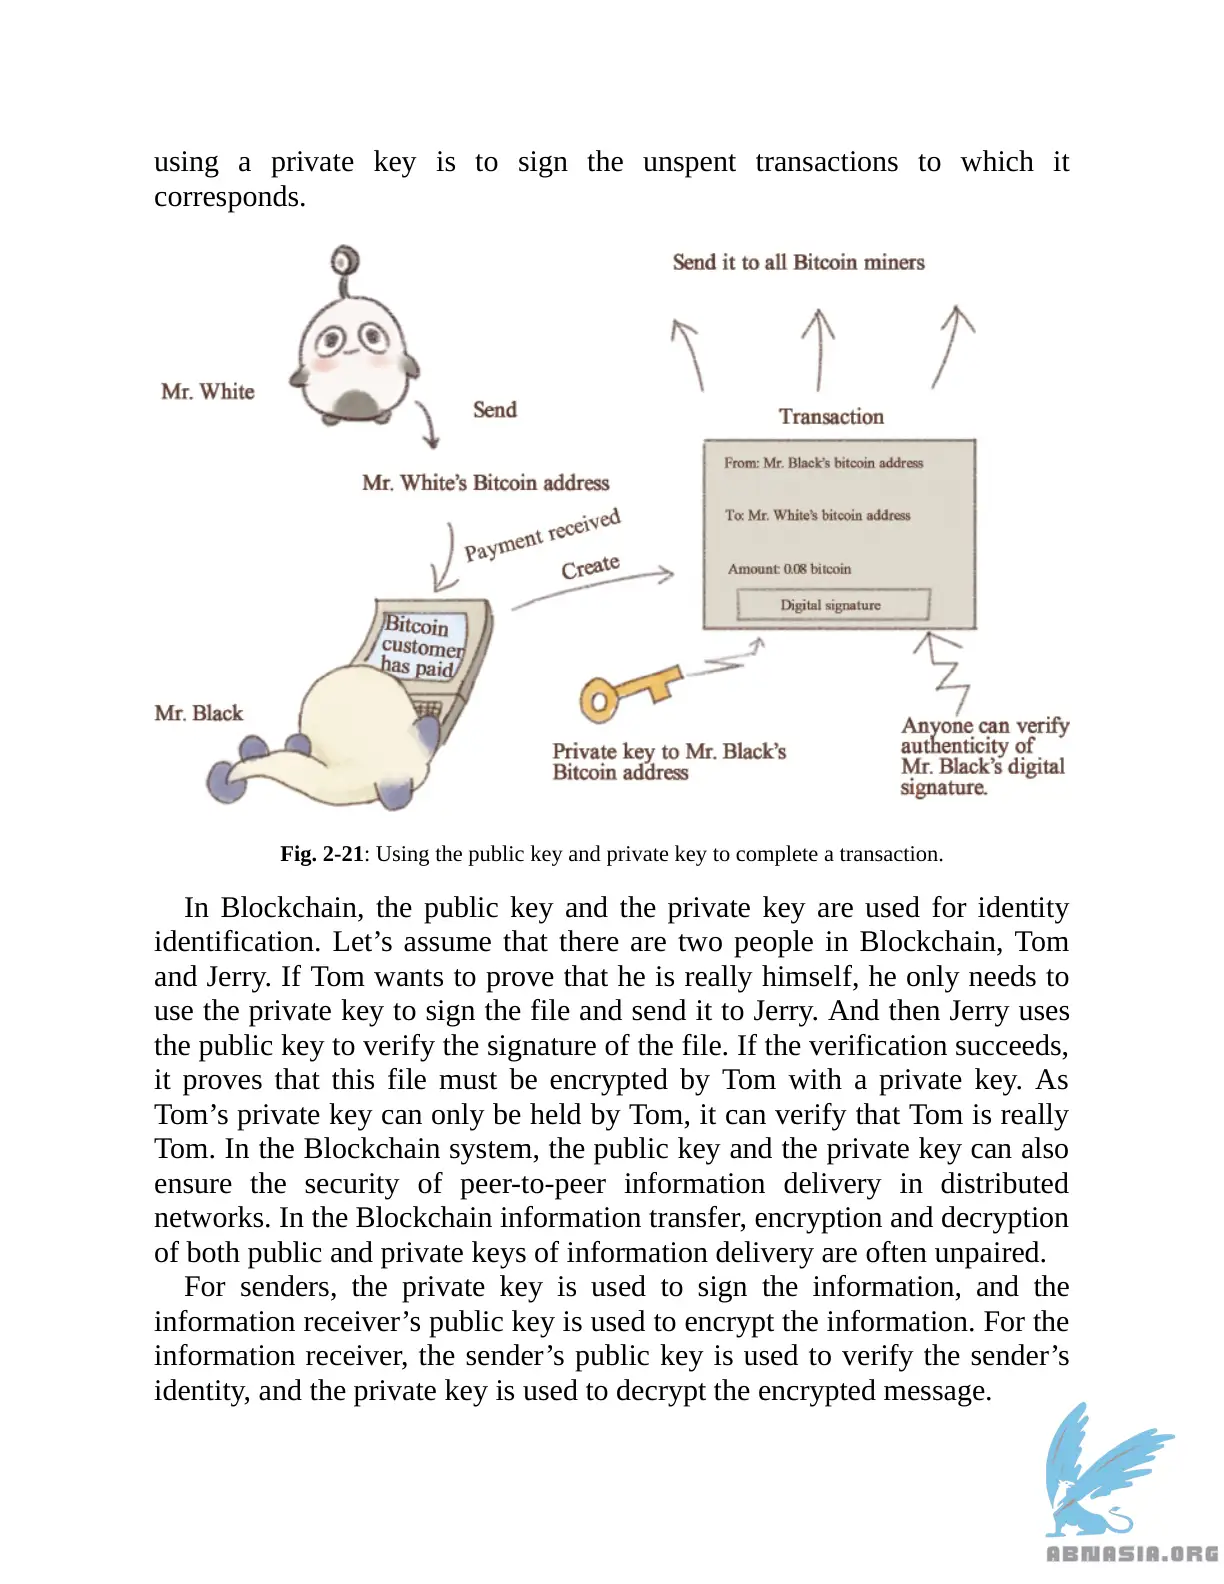 using a private key is to sign the unspent transactions to which it
corresponds.
Send it to all Bitcoin miners
Mr. White
Send
Transaction
From: Mr. Black's bitcoin address
Mr. White's Bitcoin address
To: Mr. White's bitcoin address
Payment received
Create
Amount: 0.08 bitcoin
Digital signature
Bitcoin
customer
has paid
Mr. Black
Private key to Mr. Black's
Bitcoin address
Anyone can verify
authenticity of
Mr. Black's digital
signature.
Fig. 2-21: Using the public key and private key to complete a transaction.
In Blockchain, the public key and the private key are used for identity
identification. Let’s assume that there are two people in Blockchain, Tom
and Jerry. If Tom wants to prove that he is really himself, he only needs to
use the private key to sign the file and send it to Jerry. And then Jerry uses
the public key to verify the signature of the file. If the verification succeeds,
it proves that this file must be encrypted by Tom with a private key. As
Tom’s private key can only be held by Tom, it can verify that Tom is really
Tom. In the Blockchain system, the public key and the private key can also
ensure the security of peer-to-peer information delivery in distributed
networks. In the Blockchain information transfer, encryption and decryption
of both public and private keys of information delivery are often unpaired.
For senders, the private key is used to sign the information, and the
information receiver’s public key is used to encrypt the information. For the
information receiver, the sender’s public key is used to verify the sender’s
identity, and the private key is used to decrypt the encrypted message.
ABNASIA.ORG